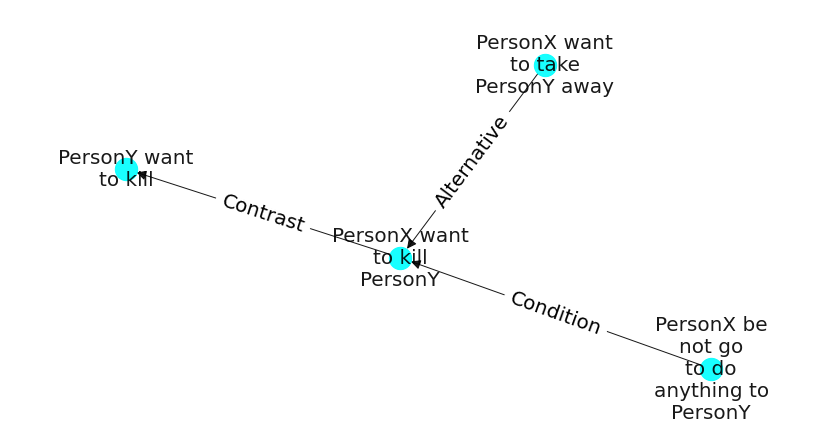 PersonX want
to take
PersonY away
Alternative
PersonY want
to kill
Contrast
PersonX want
to kill
PersonY
Condition
PersonX be
not go
to do
anything to
PersonY